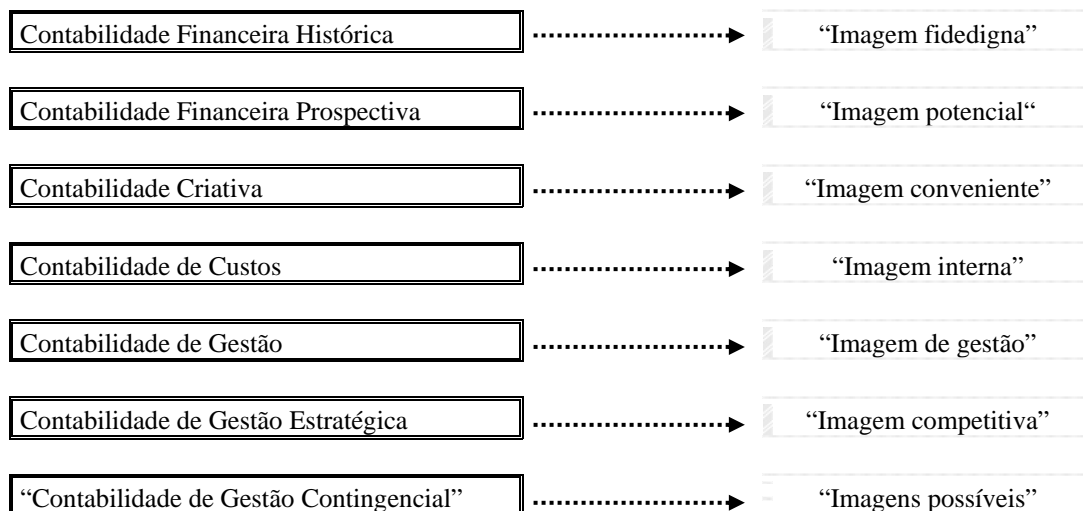 Contabilidade Financeira Histórica “Imagem fidedigna”
Contabilidade Financeira Prospectiva “Imagem potencial“
Contabilidade Criativa “Imagem conveniente”
Contabilidade de Custos “Imagem interna”
Contabilidade de Gestão “Imagem de gestão”
Contabilidade de Gestão Estratégica “Imagem competitiva”
“Contabilidade de Gestão Contingencial” “Imagens possíveis”